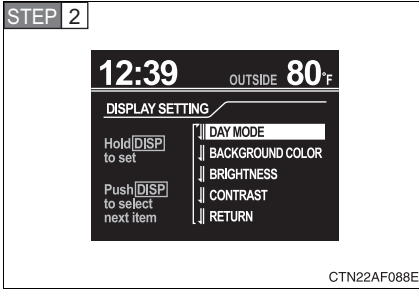 STEP 2
12:39 OUTSIDE 80°F
DISPLAY SETTING
Hold DISP
to set
Push DISP
to select
next item
DAY MODE
BACKGROUND COLOR
BRIGHTNESS
CONTRAST
RETURN
CTN22AF088E